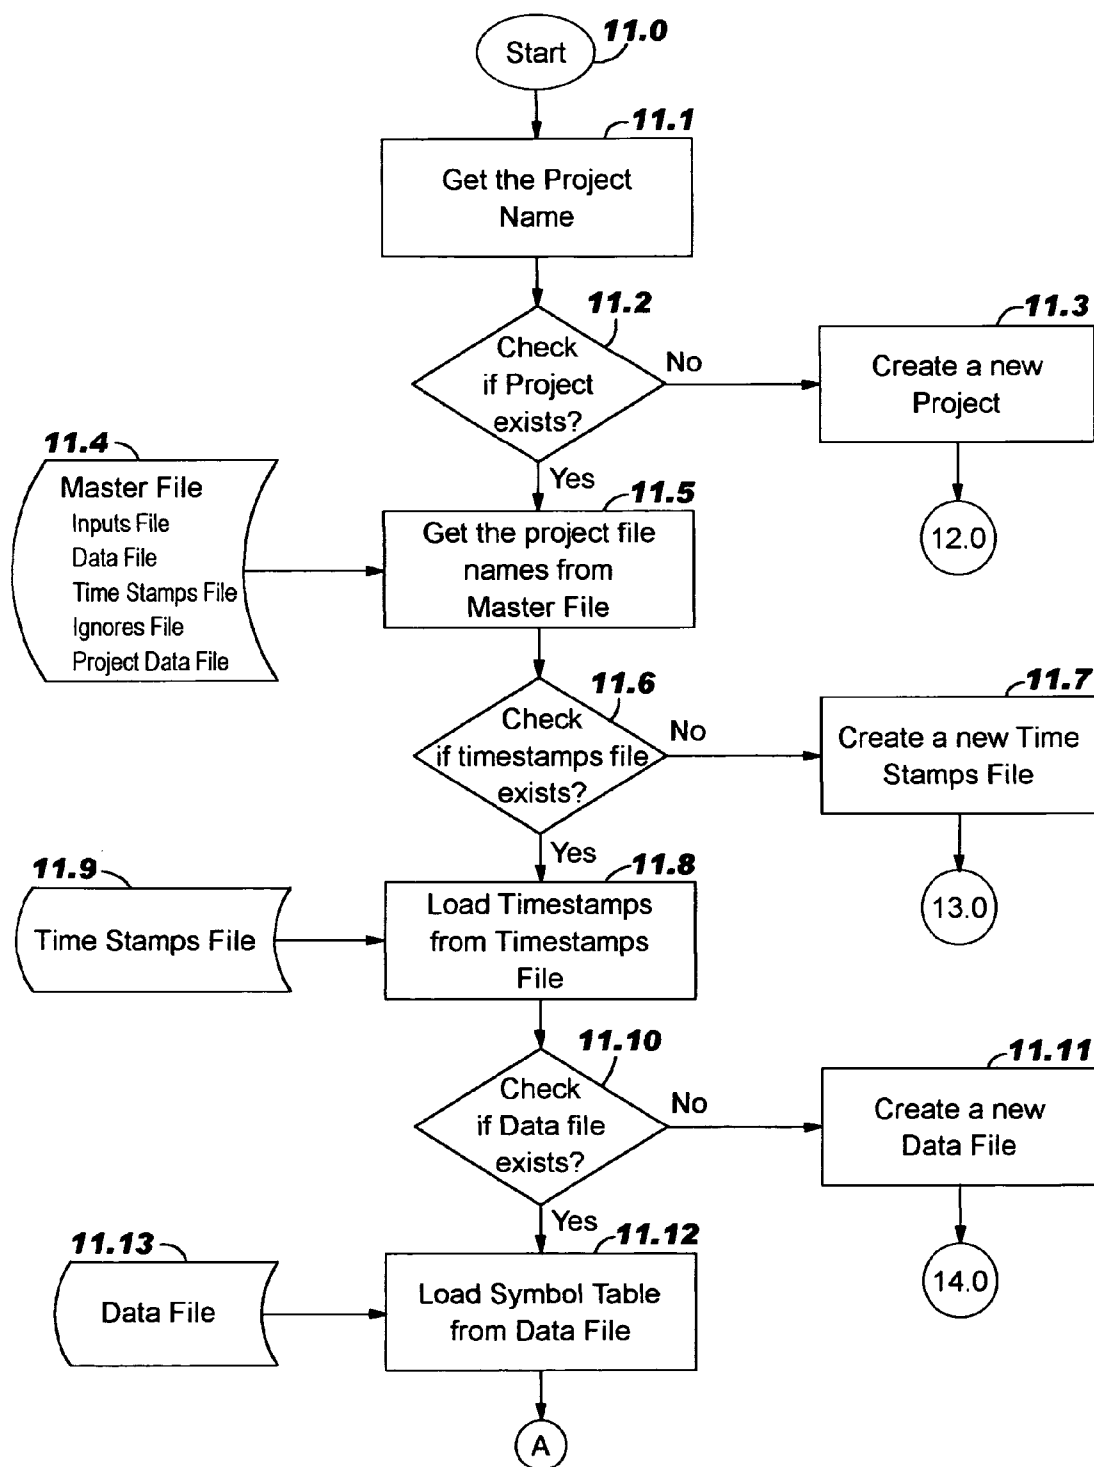 11.0
Start
11.1
Get the Project
Name
11.2
Check
if Project
exists?
No
11.3
Create a new
Project
12.0
Yes
11.4
Master File
Inputs File
Data File
Time Stamps File
Ignores File
Project Data File
11.5
Get the project file
names from
Master File
11.6
Check
if timestamps file
exists?
No
11.7
Create a new Time
Stamps File
13.0
Yes
11.9
Time Stamps File
11.8
Load Timestamps
from Timestamps
File
11.10
Check
if Data file
exists?
No
11.11
Create a new
Data File
14.0
Yes
11.13
Data File
11.12
Load Symbol Table
from Data File
A